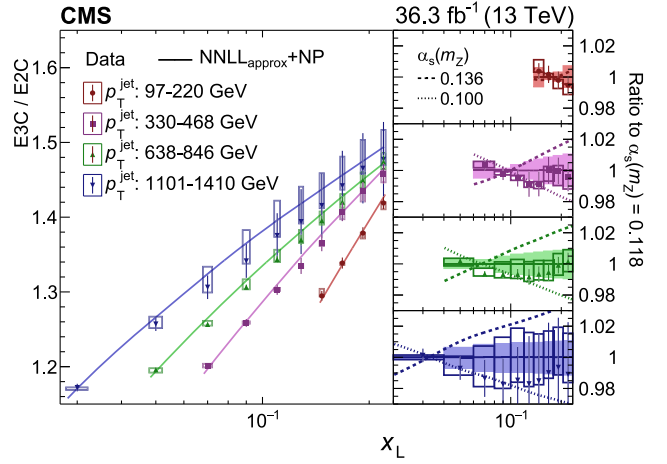 CMS 36.3 fb⁻¹ (13 TeV)
E3C / E2C
1.6
1.5
1.4
1.3
1.2
Data
NNLL_approx+NP
p_T^jet: 97-220 GeV
p_T^jet: 330-468 GeV
p_T^jet: 638-846 GeV
p_T^jet: 1101-1410 GeV
10⁻¹
x_L
α_s(m_Z)
0.136
0.100
1.02
1
0.98
1.02
1
0.98
1.02
1
0.98
1.02
1
0.98
10⁻¹
Ratio to α_s(m_Z) = 0.118